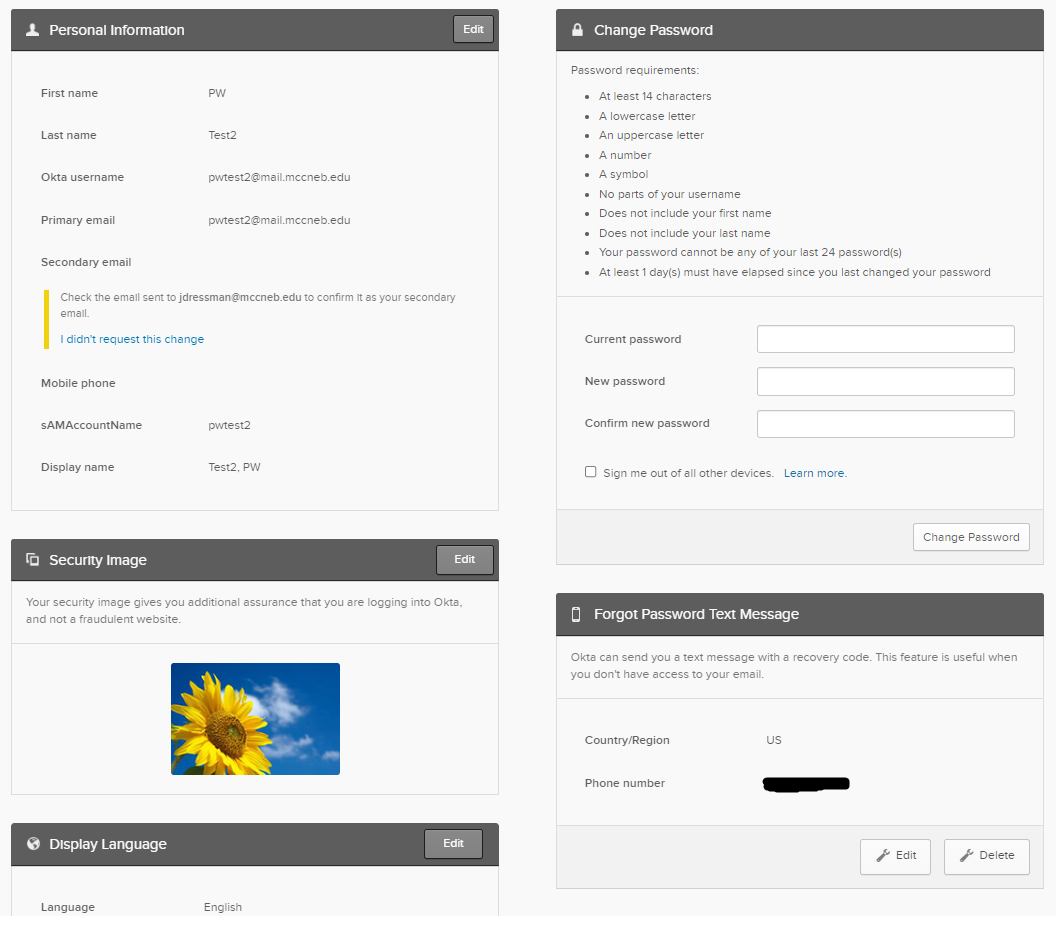 Personal Information
Edit
First name PW
Last name Test2
Okta username pwtest2@mail.mccneb.edu
Primary email pwtest2@mail.mccneb.edu
Secondary email
Check the email sent to jdressman@mccneb.edu to confirm it as your secondary
email.
I didn't request this change
Mobile phone
sAMAccountName pwtest2
Display name Test2, PW
Security Image
Edit
Your security image gives you additional assurance that you are logging into Okta,
and not a fraudulent website.
Display Language
Edit
Language English
Change Password
Password requirements:
• At least 14 characters
• A lowercase letter
• An uppercase letter
• A number
• A symbol
• No parts of your username
• Does not include your first name
• Does not include your last name
• Your password cannot be any of your last 24 password(s)
• At least 1 day(s) must have elapsed since you last changed your password
Current password
New password
Confirm new password
Sign me out of all other devices. Learn more.
Change Password
Forgot Password Text Message
Okta can send you a text message with a recovery code. This feature is useful when
you don't have access to your email.
Country/Region US
Phone number
Edit Delete